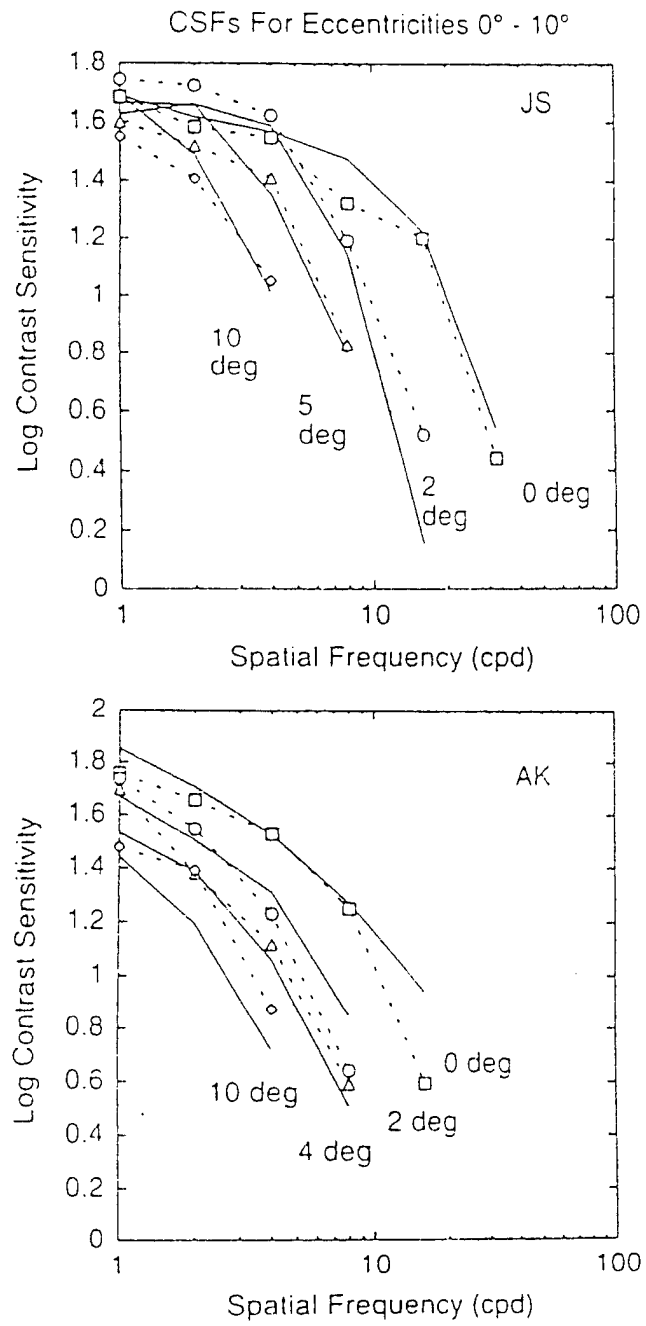 CSFs For Eccentricities 0° - 10°
1.8
1.6
1.4
1.2
1
0.8
0.6
0.4
0.2
0
JS
10
deg
5
deg
2
deg
0 deg
1
10
100
Log Contrast Sensitivity
Spatial Frequency (cpd)
2
1.8
1.6
1.4
1.2
1
0.8
0.6
0.4
0.2
0
AK
0 deg
10 deg
2 deg
4 deg
1
10
100
Log Contrast Sensitivity
Spatial Frequency (cpd)